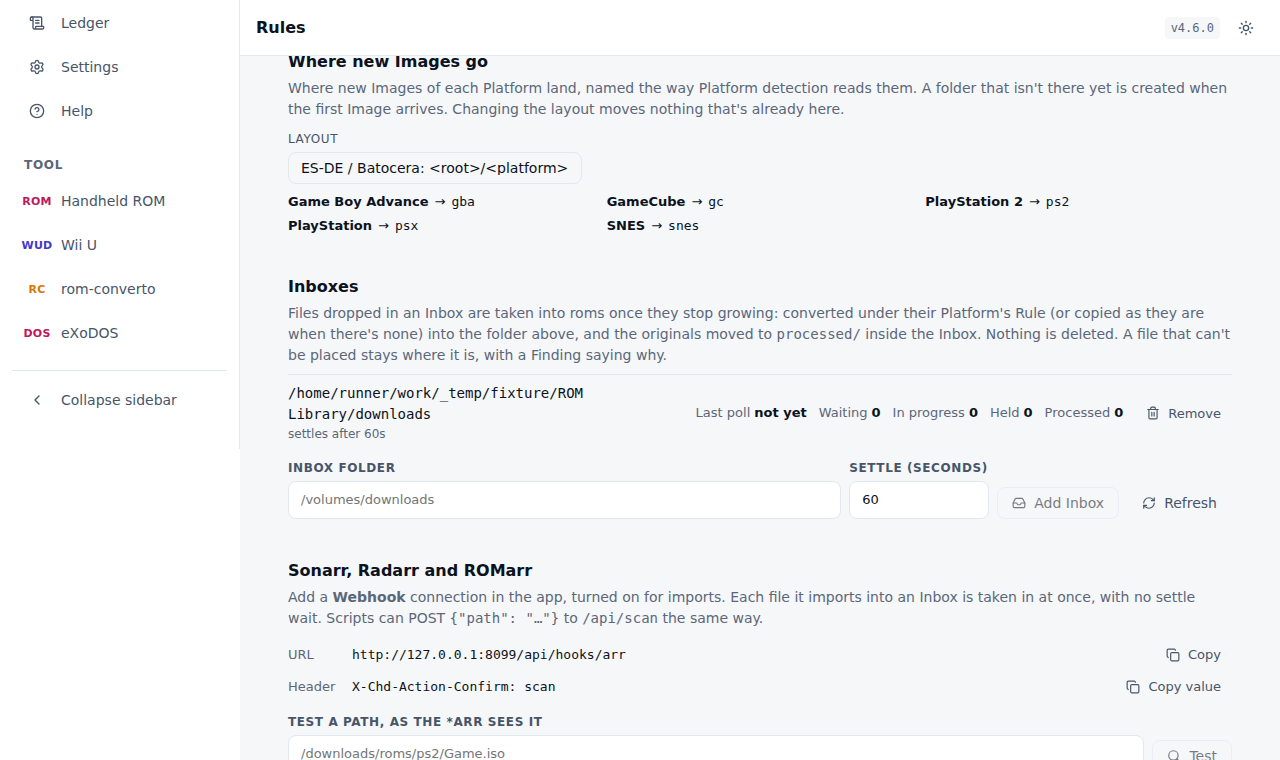 Ledger
Settings
Help
TOOL
ROM Handheld ROM
WUD Wii U
RC rom-converto
DOS eXoDOS
Collapse sidebar
Rules
v4.6.0
Where new Images go
Where new Images of each Platform land, named the way Platform detection reads them. A folder that isn't there yet is created when
the first Image arrives. Changing the layout moves nothing that's already here.
LAYOUT
ES-DE / Batocera: <root>/<platform>
Game Boy Advance → gba
GameCube → gc
PlayStation 2 → ps2
PlayStation → psx
SNES → snes
Inboxes
Files dropped in an Inbox are taken into roms once they stop growing: converted under their Platform's Rule (or copied as they are
when there's none) into the folder above, and the originals moved to processed/ inside the Inbox. Nothing is deleted. A file that can't
be placed stays where it is, with a Finding saying why.
/home/runner/work/_temp/fixture/ROM
Library/downloads
settles after 60s
Last poll not yet Waiting 0 In progress 0 Held 0 Processed 0
Remove
INBOX FOLDER
SETTLE (SECONDS)
/volumes/downloads
60
Add Inbox
Refresh
Sonarr, Radarr and ROMarr
Add a Webhook connection in the app, turned on for imports. Each file it imports into an Inbox is taken in at once, with no settle
wait. Scripts can POST {"path": "…"} to /api/scan the same way.
URL http://127.0.0.1:8099/api/hooks/arr
Copy
Header X-Chd-Action-Confirm: scan
Copy value
TEST A PATH, AS THE *ARR SEES IT
/downloads/roms/ps2/Game.iso
Test